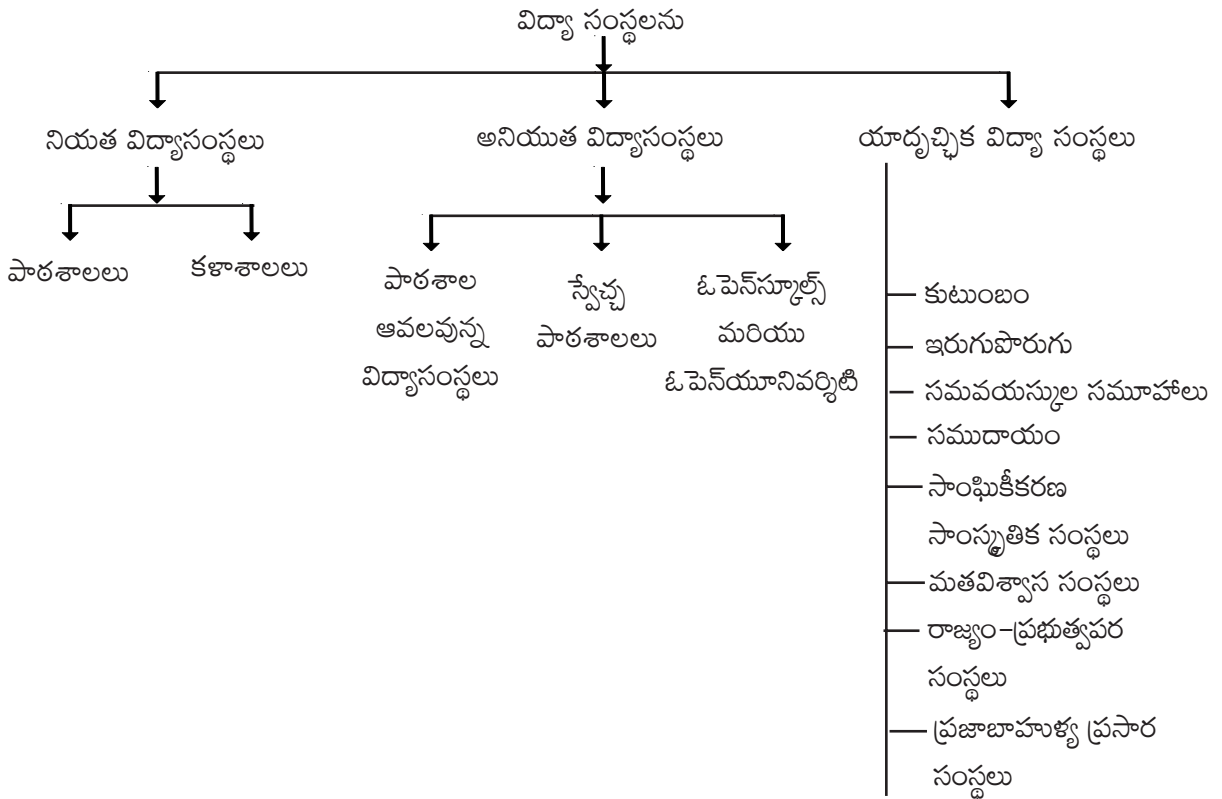 విద్యా సంస్థలను
నియత విద్యాసంస్థలు
అనియుత విద్యాసంస్థలు
యాదృచ్ఛిక విద్యా సంస్థలు
పాఠశాలలు
కళాశాలలు
పాఠశాల
ఆవలవున్న
విద్యాసంస్థలు
స్వేచ్ఛ
పాఠశాలలు
ఓపెన్‌స్కూల్స్
మరియు
ఓపెన్‌యూనివర్శిటి
కుటుంబం
ఇరుగుపొరుగు
సమవయస్కుల సమూహాలు
సముదాయం
సాంఘికీకరణ
సాంస్కృతిక సంస్థలు
మతవిశ్వాస సంస్థలు
రాజ్యం-ప్రభుత్వపర
సంస్థలు
ప్రజాబాహుళ్య ప్రసార
సంస్థలు